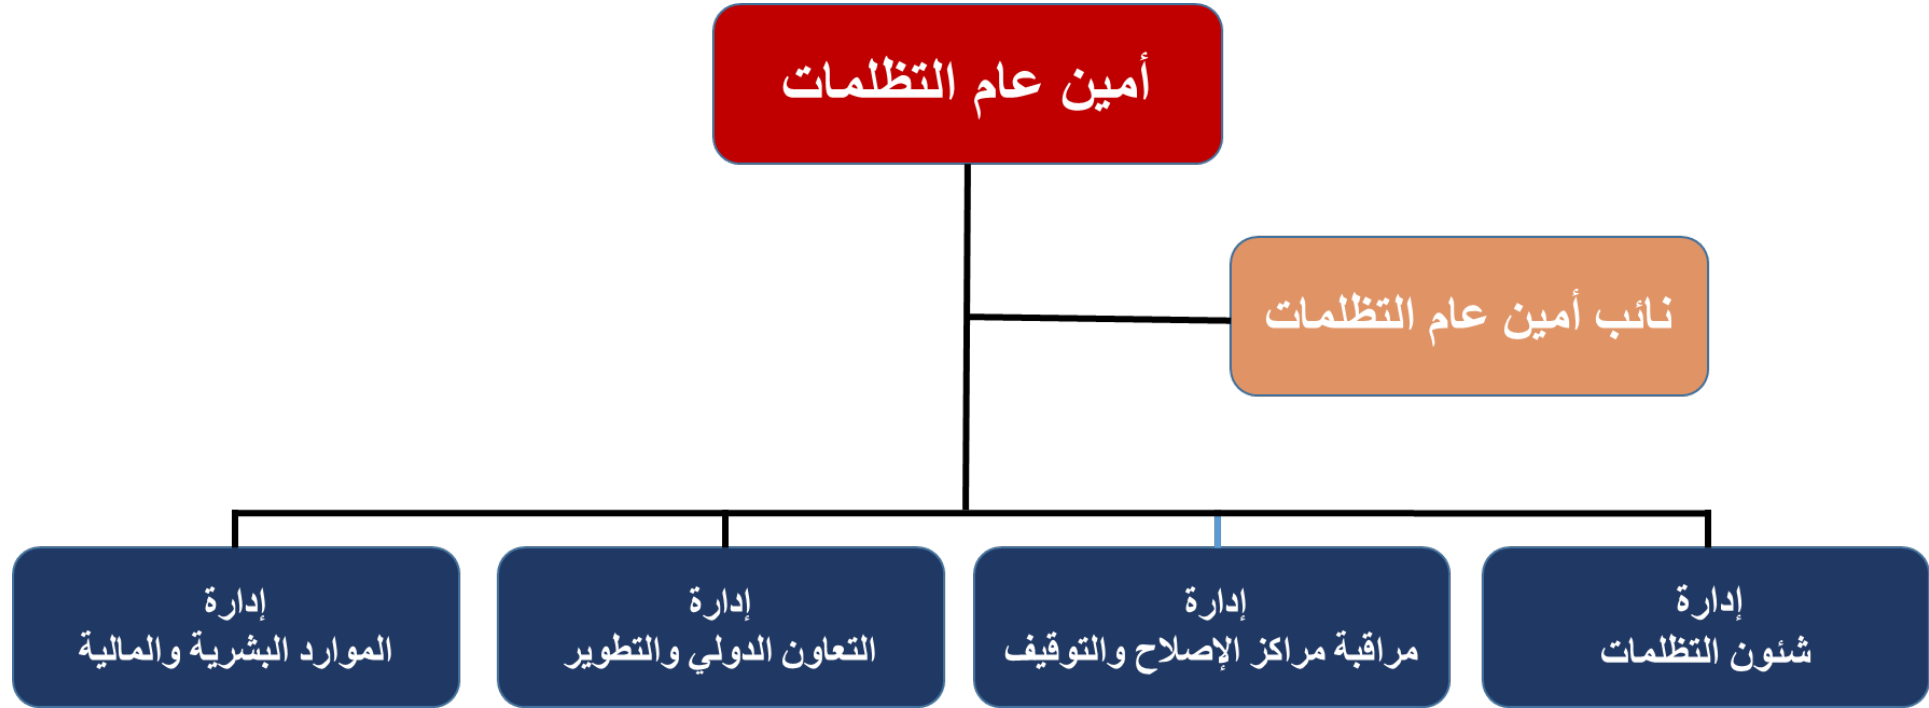 أمين عام التظلمات
نائب أمين عام التظلمات
إدارة
شئون التظلمات
إدارة
مراقبة مراكز الإصلاح والتوقيف
إدارة
التعاون الدولي والتطوير
إدارة
الموارد البشرية والمالية